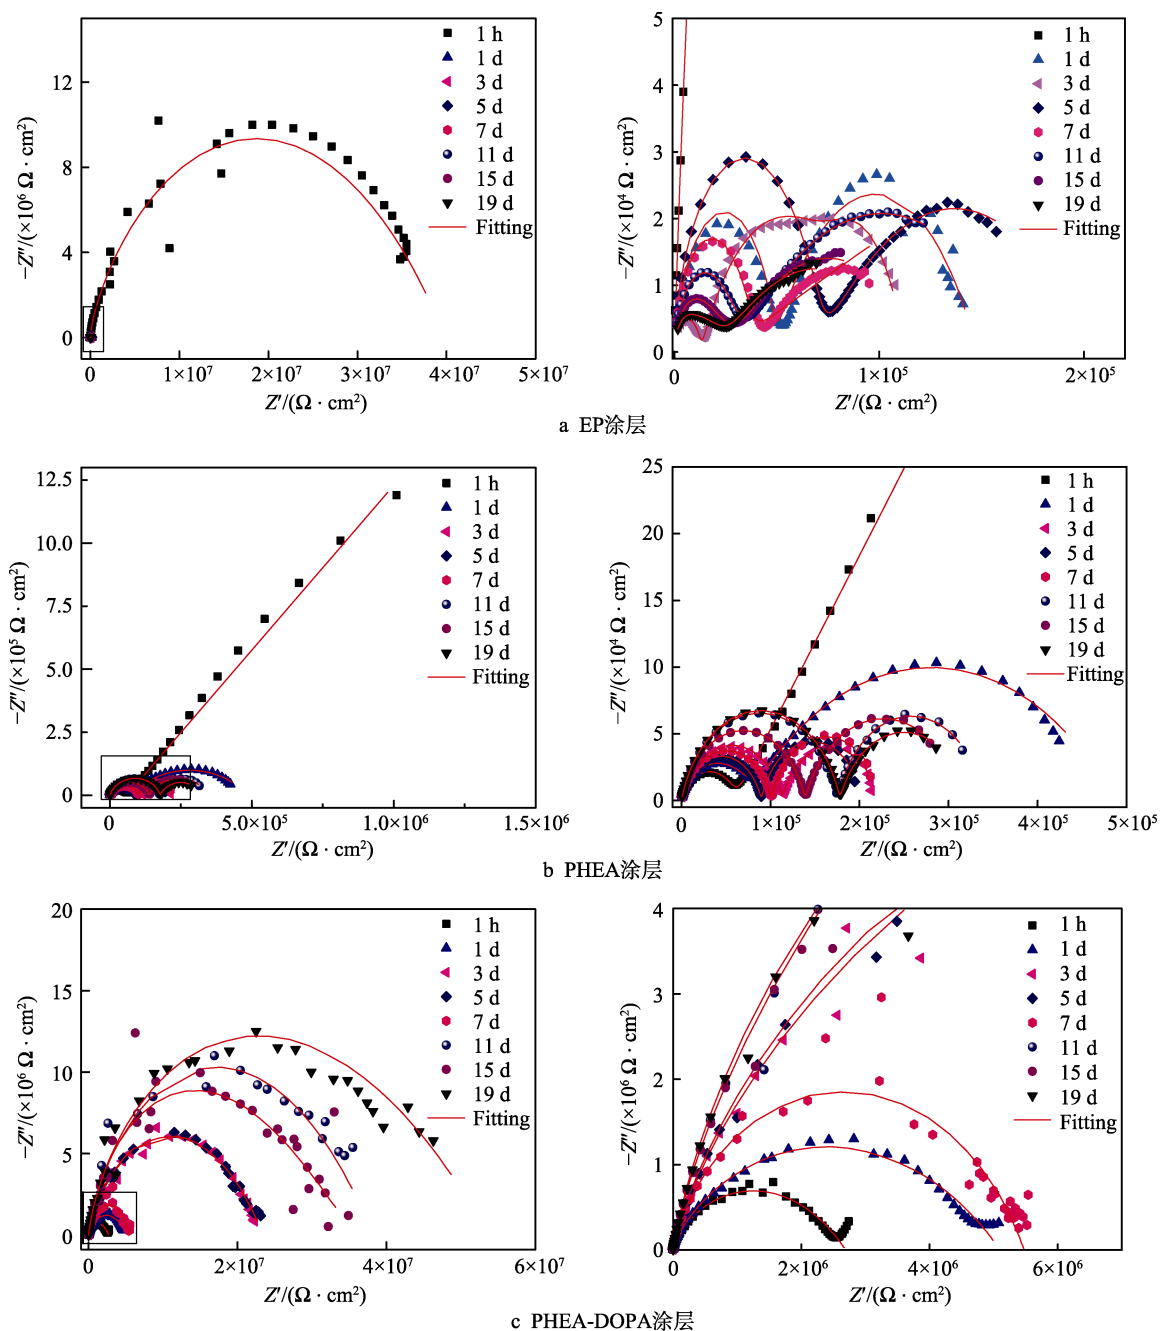 1 h
1 d
3 d
5 d
7 d
11 d
15 d
19 d
Fitting
12
8
4
0
−Z″/(×10⁶ Ω · cm²)
0
1×10⁷
2×10⁷
3×10⁷
4×10⁷
5×10⁷
Z′/(Ω · cm²)
1 h
1 d
3 d
5 d
7 d
11 d
15 d
19 d
Fitting
5
4
3
2
1
0
−Z″/(×10⁴ Ω · cm²)
0
1×10⁵
2×10⁵
Z′/(Ω · cm²)
a EP涂层
1 h
1 d
3 d
5 d
7 d
11 d
15 d
19 d
Fitting
12.5
10.0
7.5
5.0
2.5
0
−Z″/(×10⁵ Ω · cm²)
0
5.0×10⁵
1.0×10⁶
1.5×10⁶
Z′/(Ω · cm²)
1 h
1 d
3 d
5 d
7 d
11 d
15 d
19 d
Fitting
25
20
15
10
5
0
−Z″/(×10⁴ Ω · cm²)
0
1×10⁵
2×10⁵
3×10⁵
4×10⁵
5×10⁵
Z′/(Ω · cm²)
b PHEA涂层
1 h
1 d
3 d
5 d
7 d
11 d
15 d
19 d
Fitting
20
15
10
5
0
−Z″/(×10⁶ Ω · cm²)
0
2×10⁷
4×10⁷
6×10⁷
Z′/(Ω · cm²)
1 h
1 d
3 d
5 d
7 d
11 d
15 d
19 d
Fitting
4
3
2
1
0
−Z″/(×10⁶ Ω · cm²)
0
2×10⁶
4×10⁶
6×10⁶
Z′/(Ω · cm²)
c PHEA-DOPA涂层